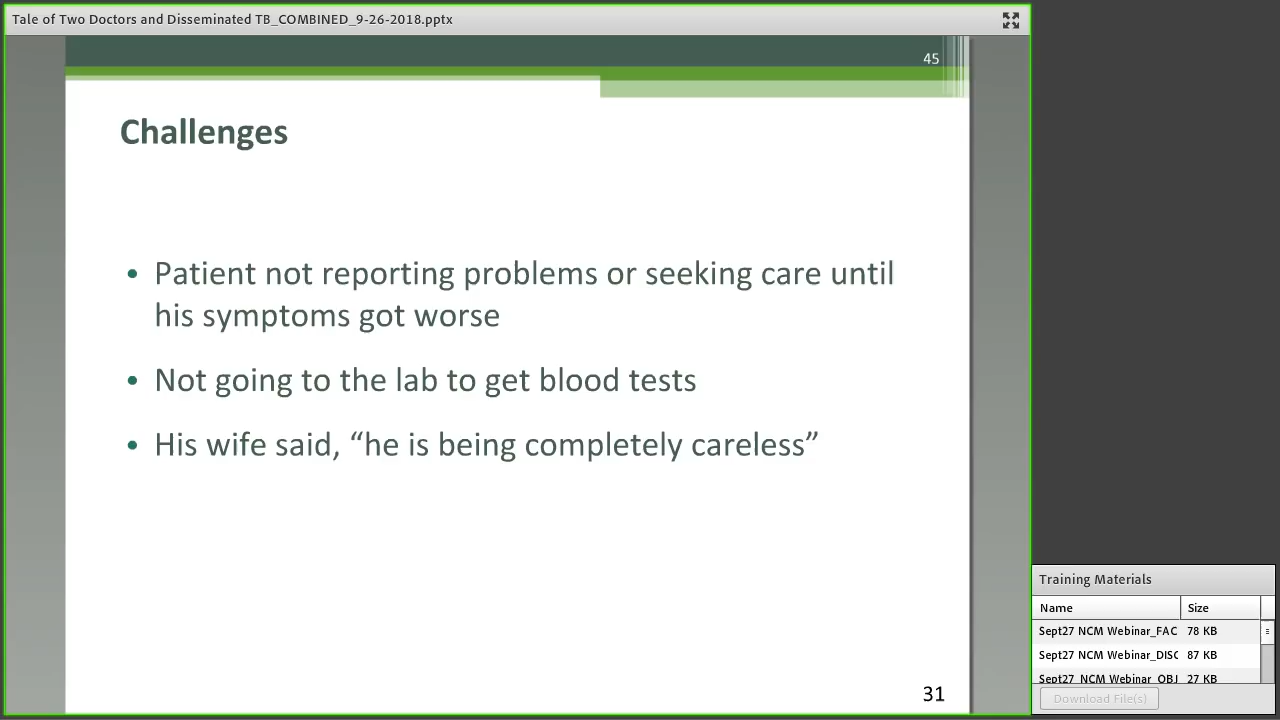 Tale of Two Doctors and Disseminated TB_COMBINED_9-26-2018.pptx
45
Challenges
• Patient not reporting problems or seeking care until
his symptoms got worse
• Not going to the lab to get blood tests
• His wife said, “he is being completely careless”
31
Training Materials
Name Size
Sept27 NCM Webinar_FAC 78 KB
Sept27 NCM Webinar_DISC 87 KB
Sept27 NCM Webinar_OBJ 27 KB
Download File(s)